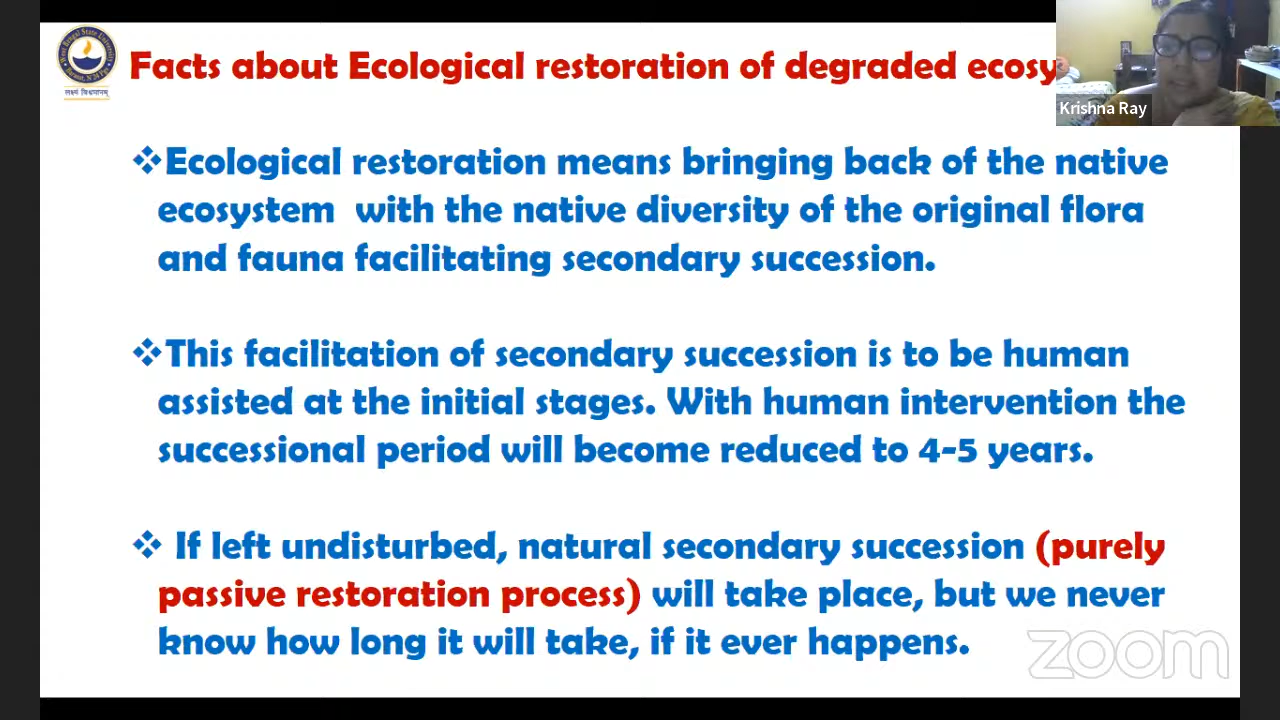 Facts about Ecological restoration of degraded ecosy
Krishna Ray
West Bengal State University
❖Ecological restoration means bringing back of the native
ecosystem with the native diversity of the original flora
and fauna facilitating secondary succession.
❖This facilitation of secondary succession is to be human
assisted at the initial stages. With human intervention the
successional period will become reduced to 4-5 years.
❖ If left undisturbed, natural secondary succession (purely
passive restoration process) will take place, but we never
know how long it will take, if it ever happens.
zoom